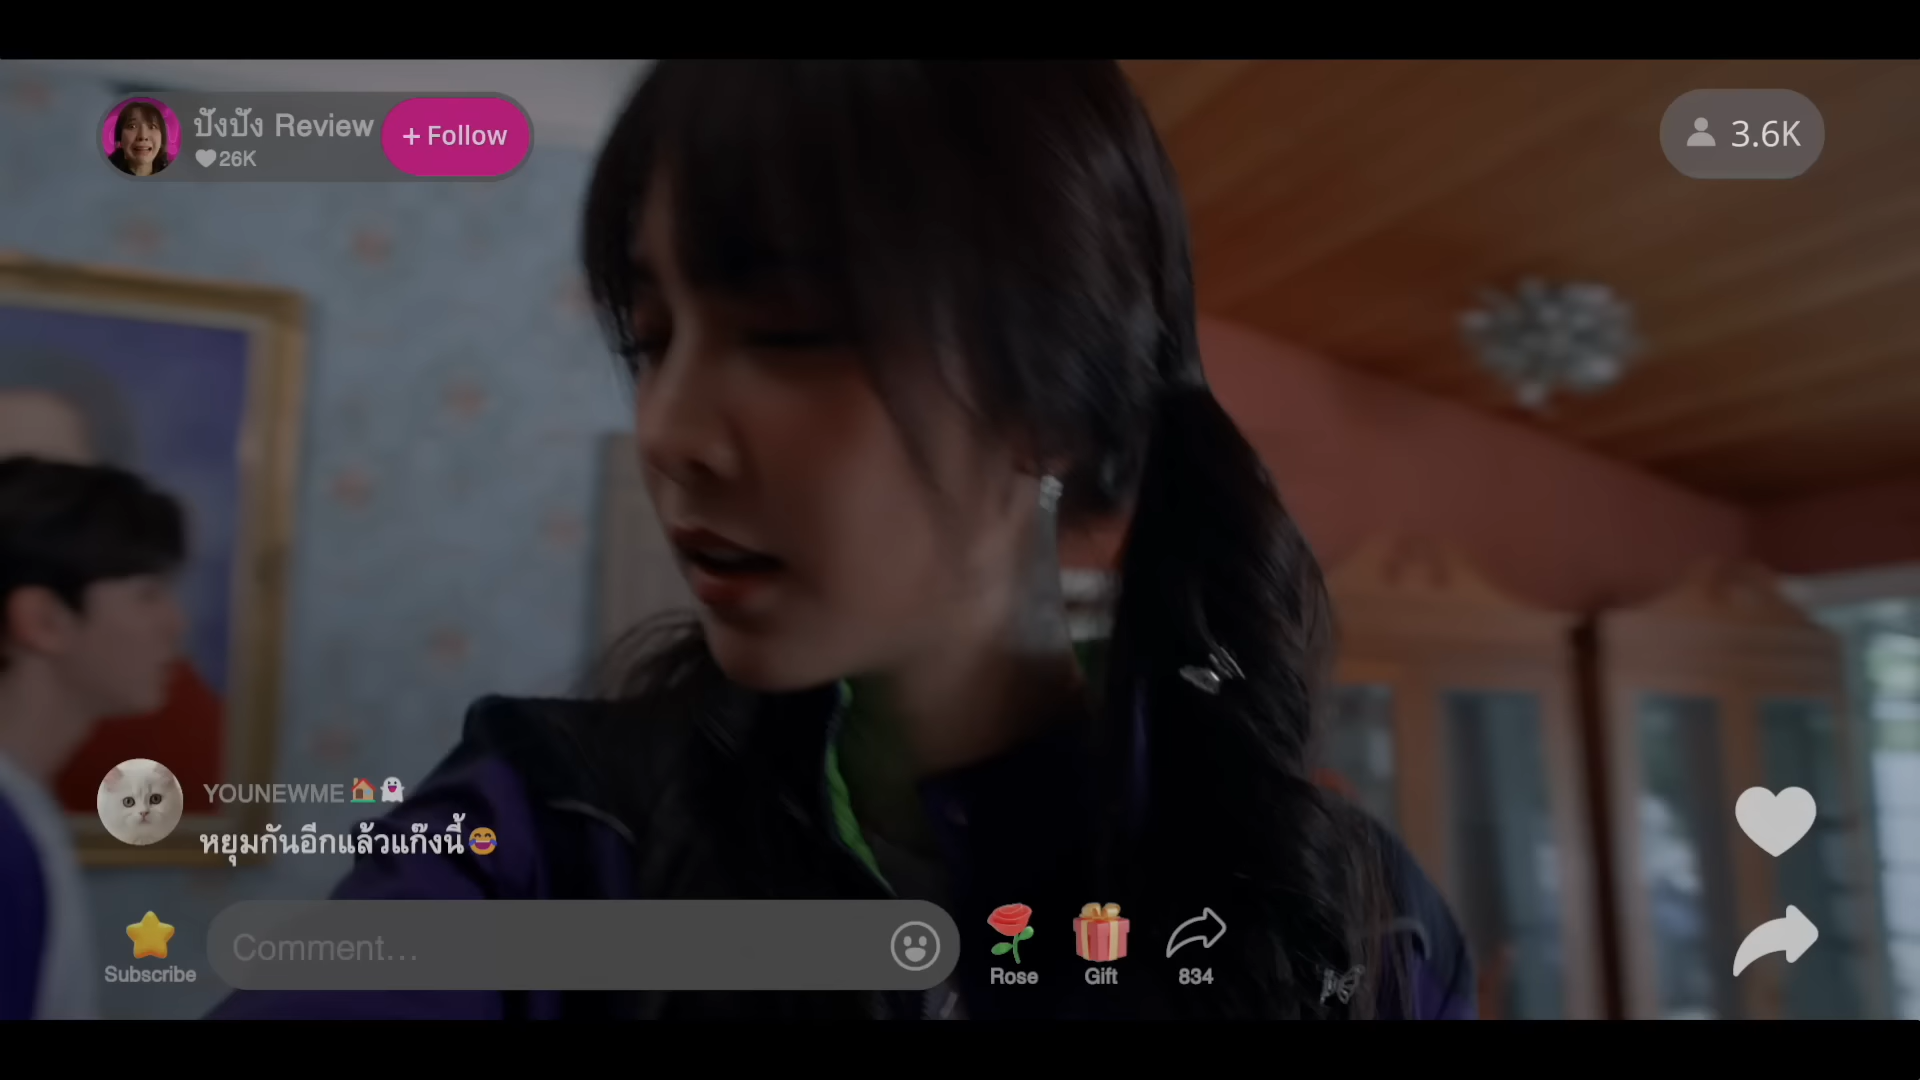 ปังปัง Review
26K
+ Follow
3.6K
YOUNEWME🏠👻
หยุมกันอีกแล้วแก๊งนี้😂
Comment...
Subscribe
Rose
Gift
834